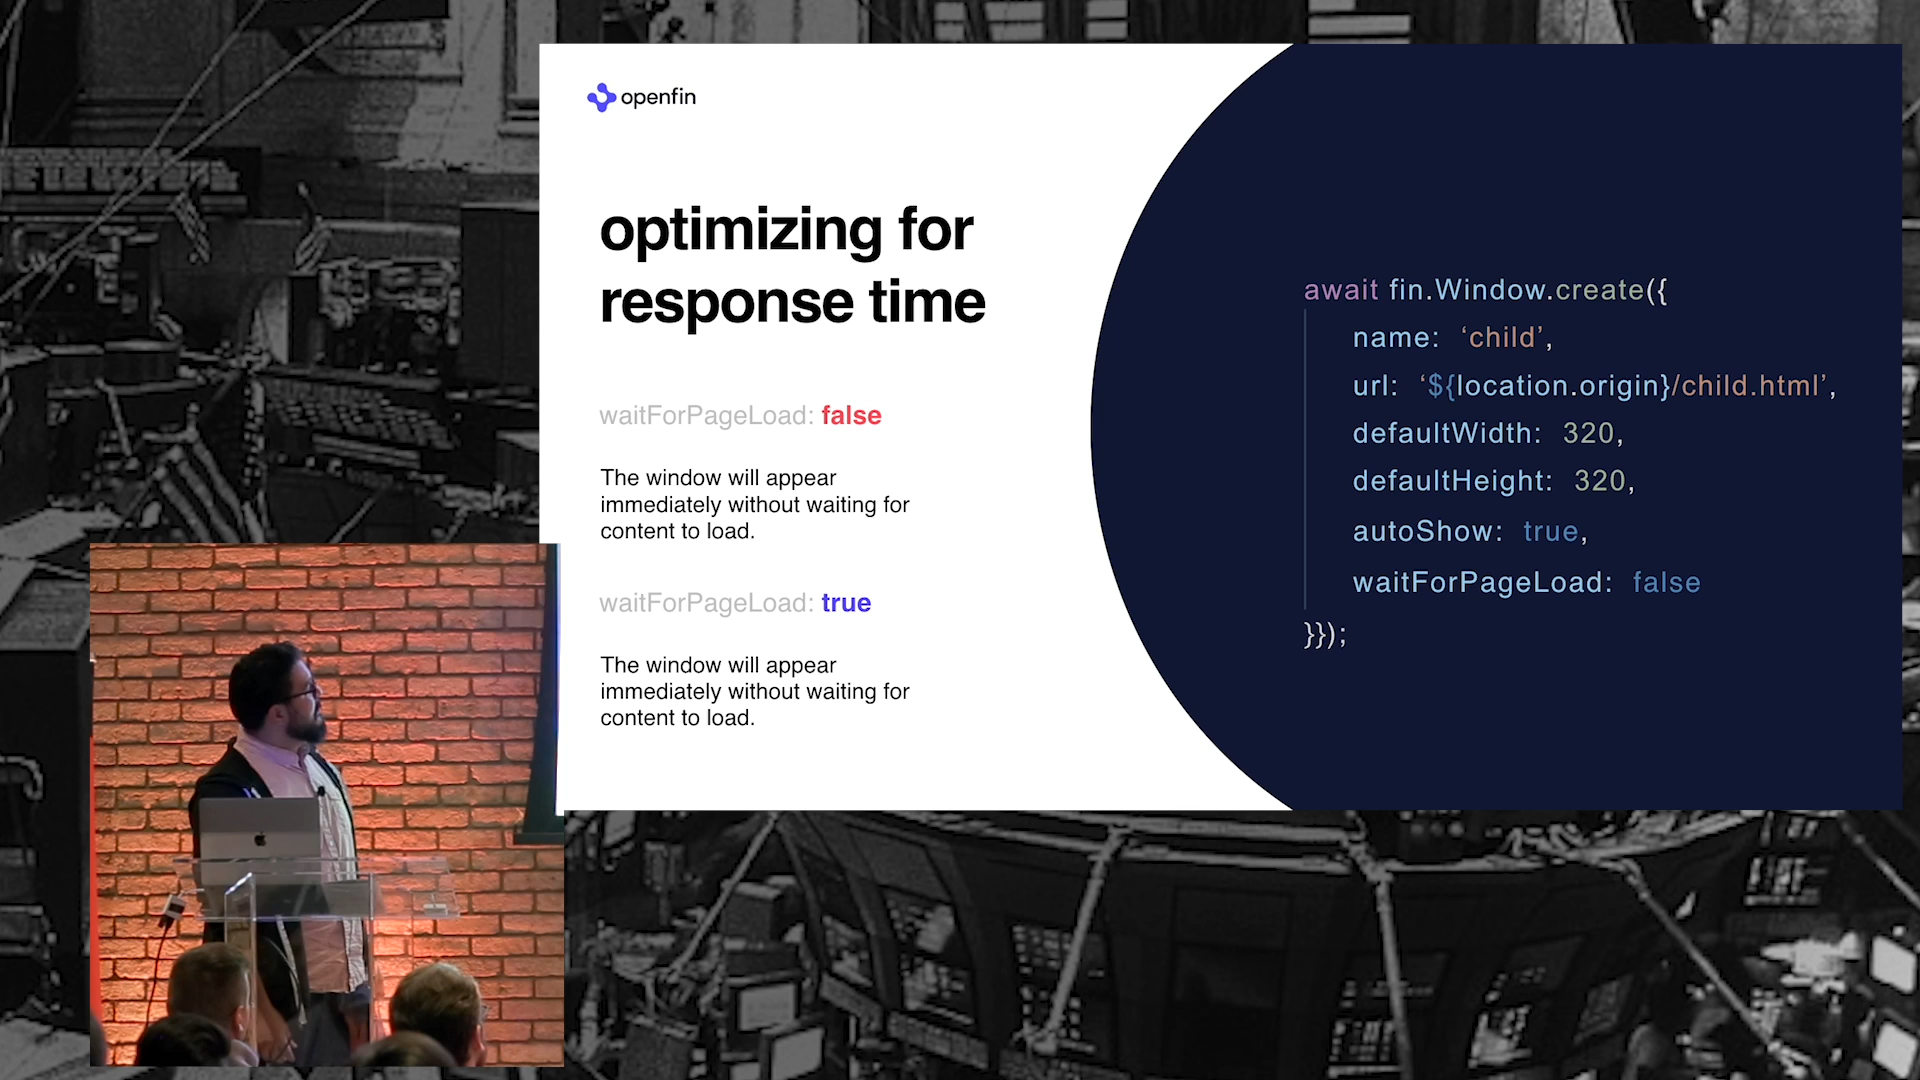 openfin
optimizing for
response time
waitForPageLoad: false
The window will appear
immediately without waiting for
content to load.
waitForPageLoad: true
The window will appear
immediately without waiting for
content to load.
await fin.Window.create({
name: ‘child’,
url: ‘${location.origin}/child.html’,
defaultWidth: 320,
defaultHeight: 320,
autoShow: true,
waitForPageLoad: false
}});